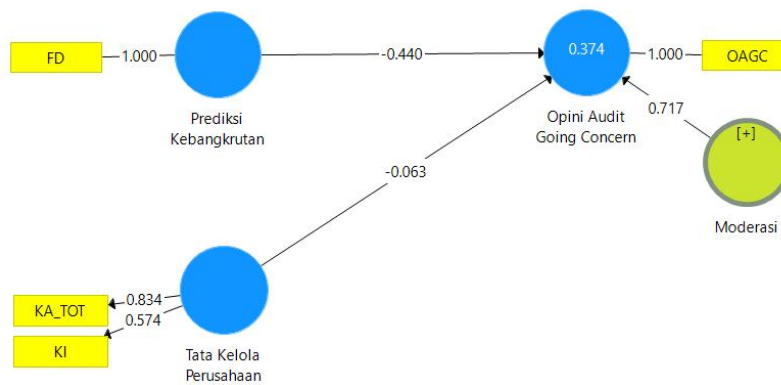 FD
1.000
-0.440
0.374
1.000
OAGC
Prediksi
Kebangkrutan
Opini Audit
Going Concern
0.717
[+]
-0.063
Moderasi
KA_TOT
0.834
KI
0.574
Tata Kelola
Perusahaan